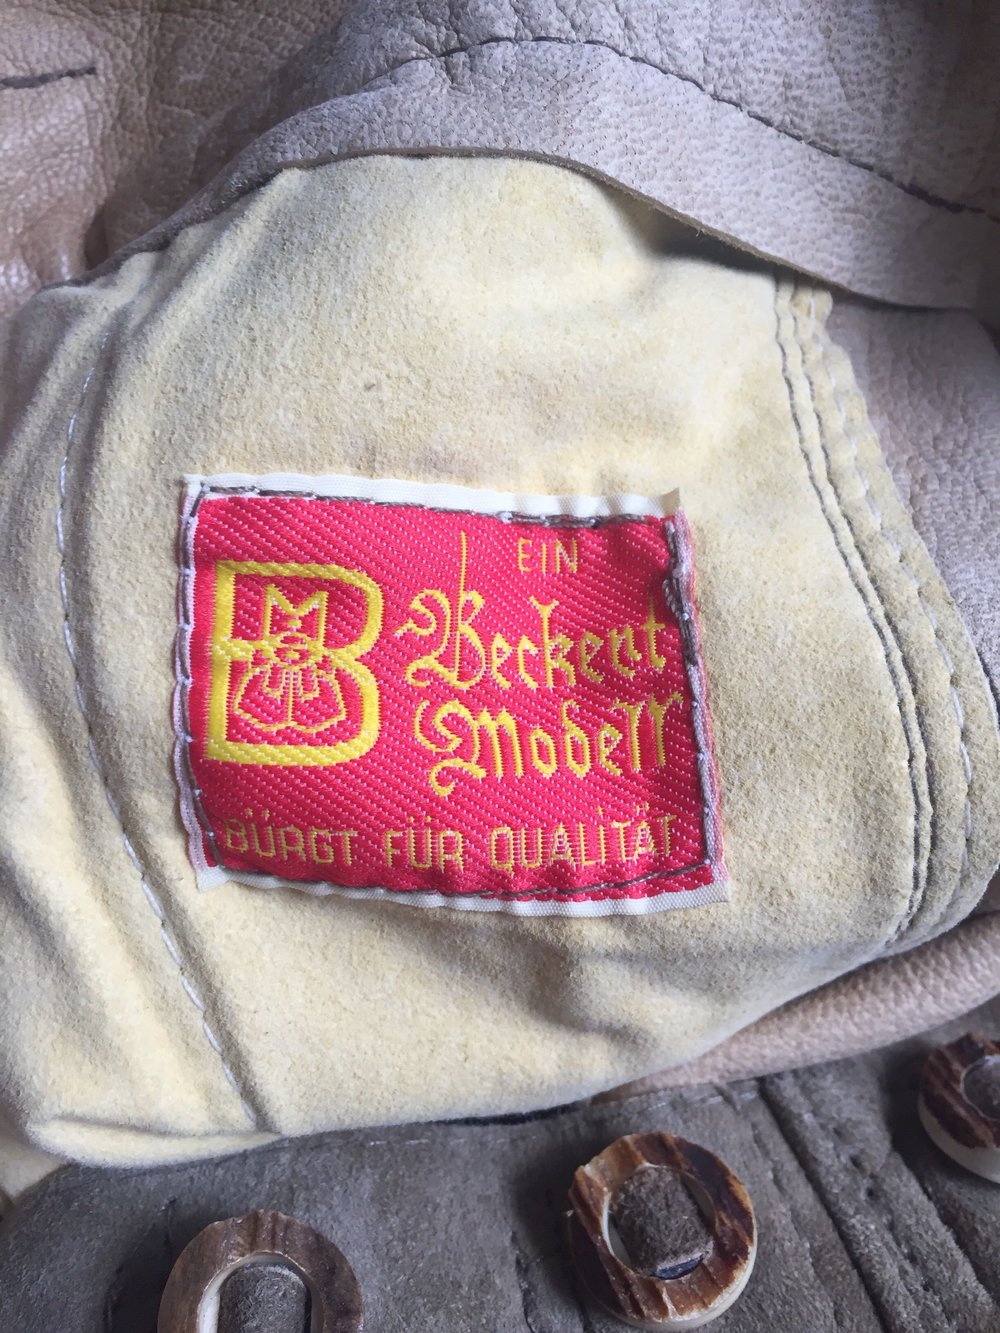 EIN
B
M
Beckert
Modell
BÜRGT FÜR QUALITÄT